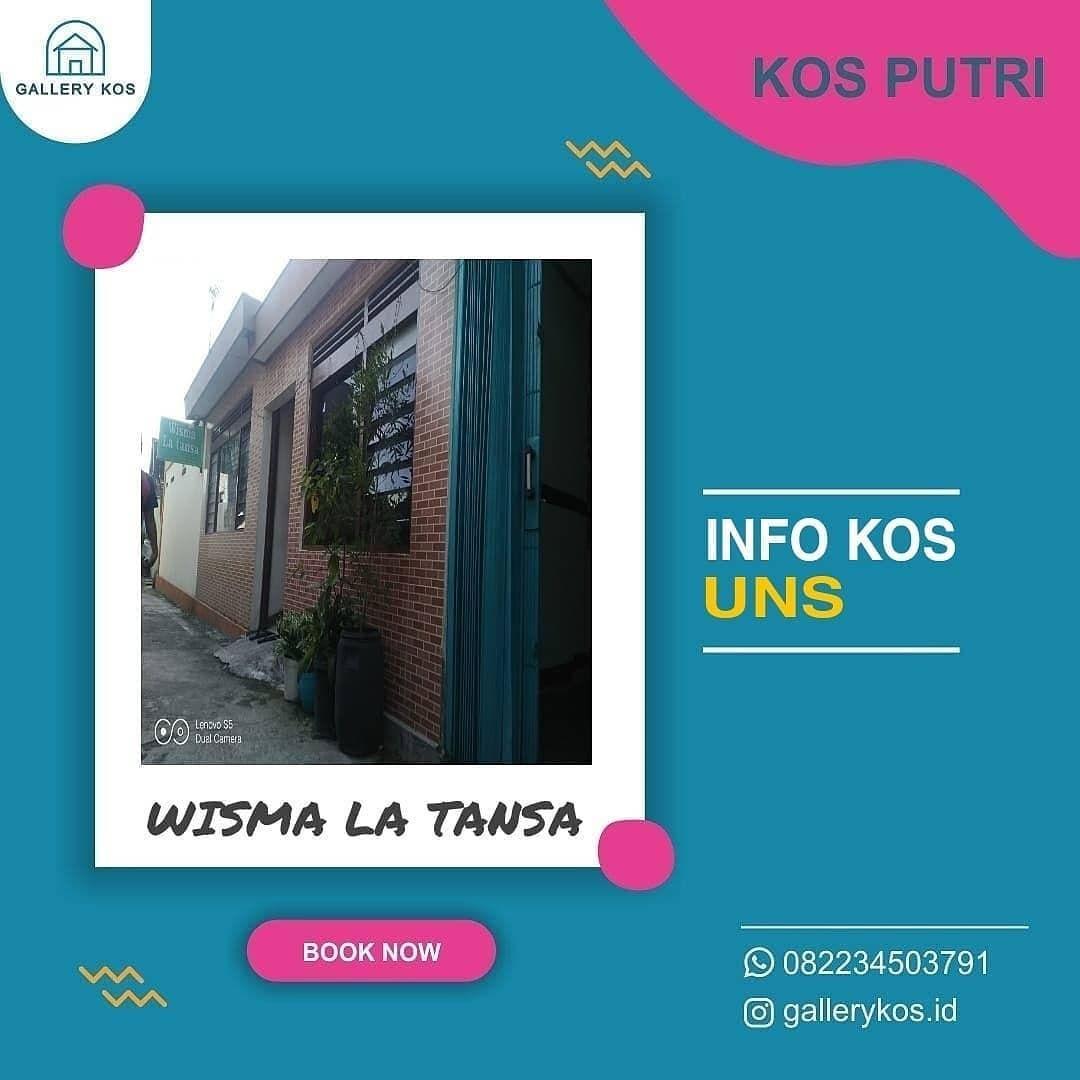 GALLERY KOS
KOS PUTRI
Wisma
La tansa
Lenovo S5
Dual Camera
WISMA LA TANSA
INFO KOS
UNS
BOOK NOW
082234503791
gallerykos.id